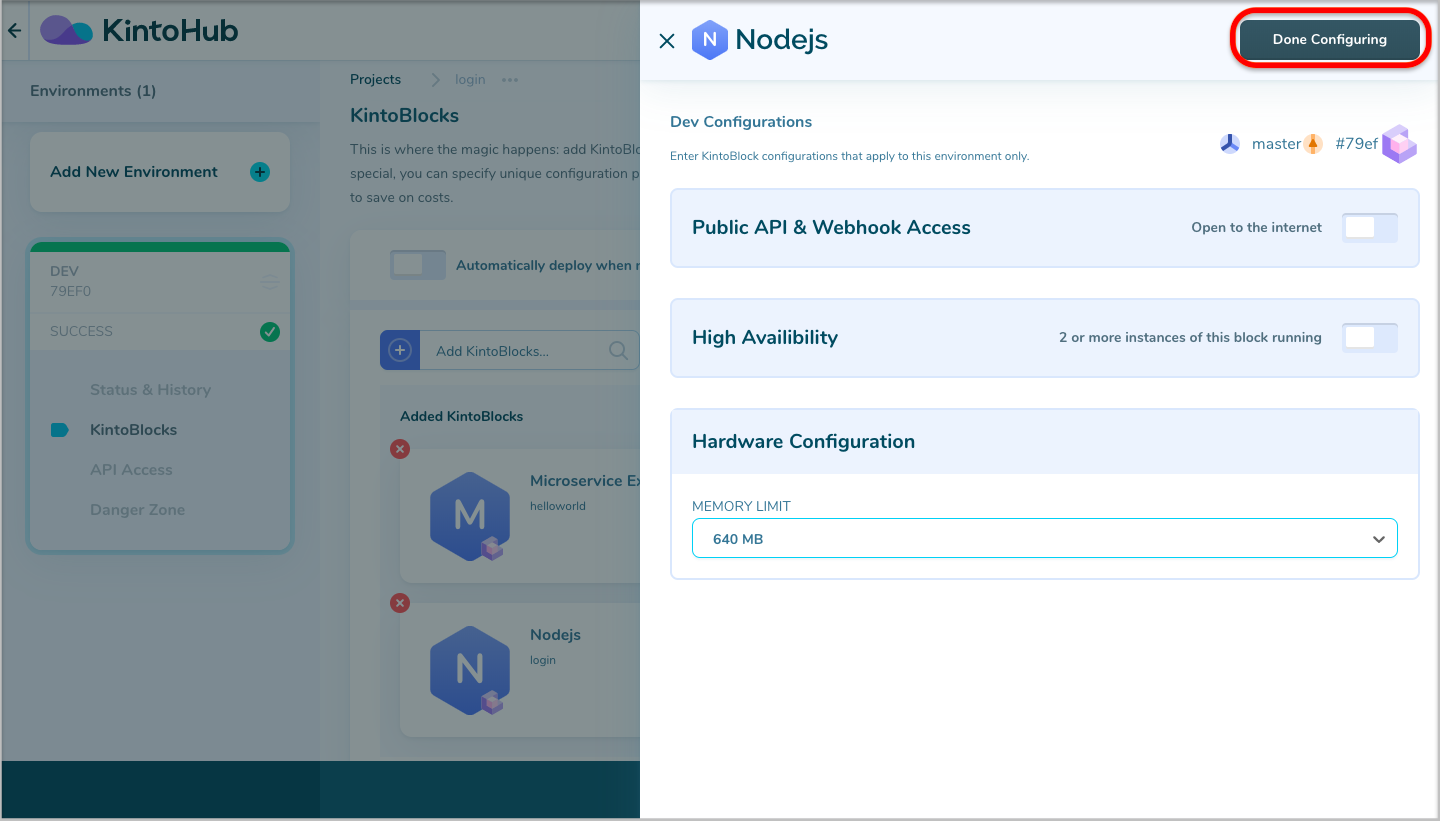 KintoHub
Environments (1)
Add New Environment
DEV
79EF0
SUCCESS
Status & History
KintoBlocks
API Access
Danger Zone
Projects
login
KintoBlocks
This is where the magic happens: add KintoBlo
special, you can specify unique configuration p
to save on costs.
Automatically deploy when
Add KintoBlocks...
Added KintoBlocks
M
Microservice Ex
helloworld
N
Nodejs
login
N
Nodejs
Done Configuring
Dev Configurations
Enter KintoBlock configurations that apply to this environment only.
master
#79ef
Public API & Webhook Access
Open to the internet
High Availibility
2 or more instances of this block running
Hardware Configuration
MEMORY LIMIT
640 MB